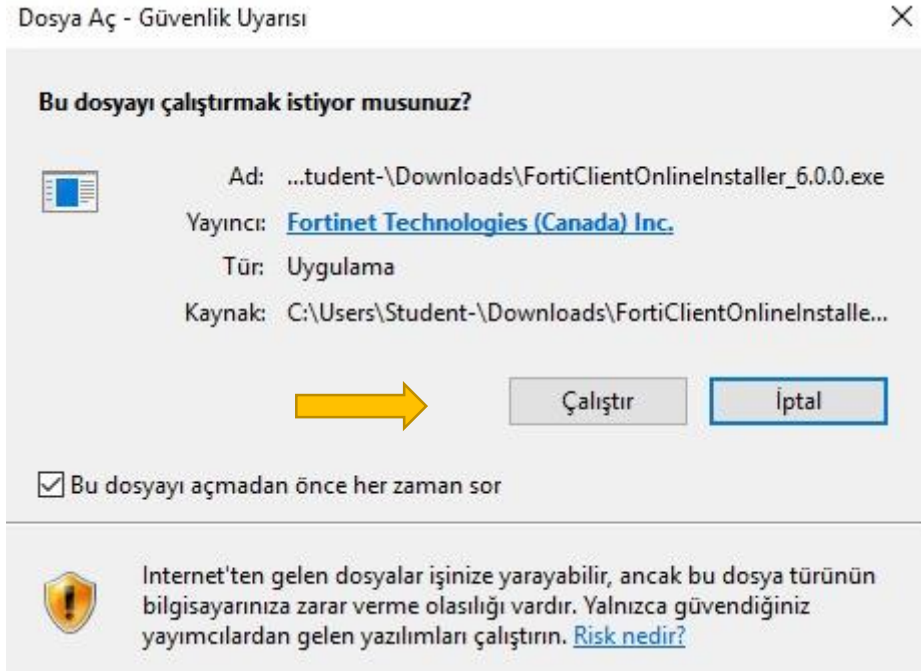 Dosya Aç - Güvenlik Uyarısı
Bu dosyayı çalıştırmak istiyor musunuz?
Ad: ...tudent-\Downloads\FortiClientOnlineInstaller_6.0.0.exe
Yayıncı: Fortinet Technologies (Canada) Inc.
Tür: Uygulama
Kaynak: C:\Users\Student-\Downloads\FortiClientOnlineInstalle...
Çalıştır İptal
Bu dosyayı açmadan önce her zaman sor
Internet'ten gelen dosyalar işinize yarayabilir, ancak bu dosya türünün
bilgisayarınıza zarar verme olasılığı vardır. Yalnızca güvendiğiniz
yayımcılardan gelen yazılımları çalıştırın. Risk nedir?